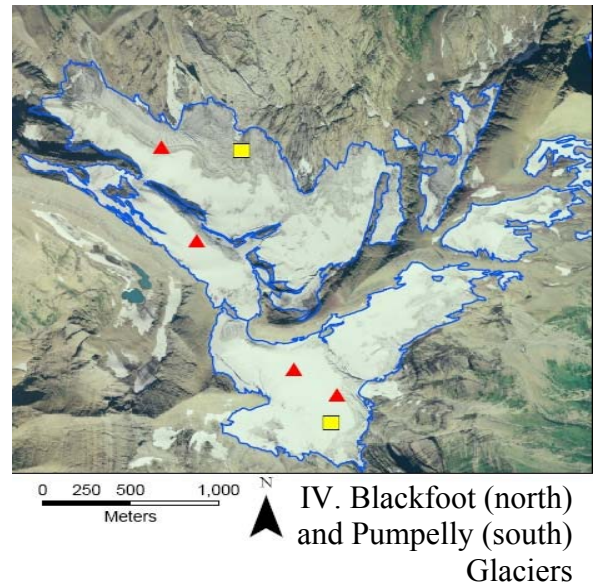 0 250 500 1,000
Meters
N
IV. Blackfoot (north)
and Pumpelly (south)
Glaciers